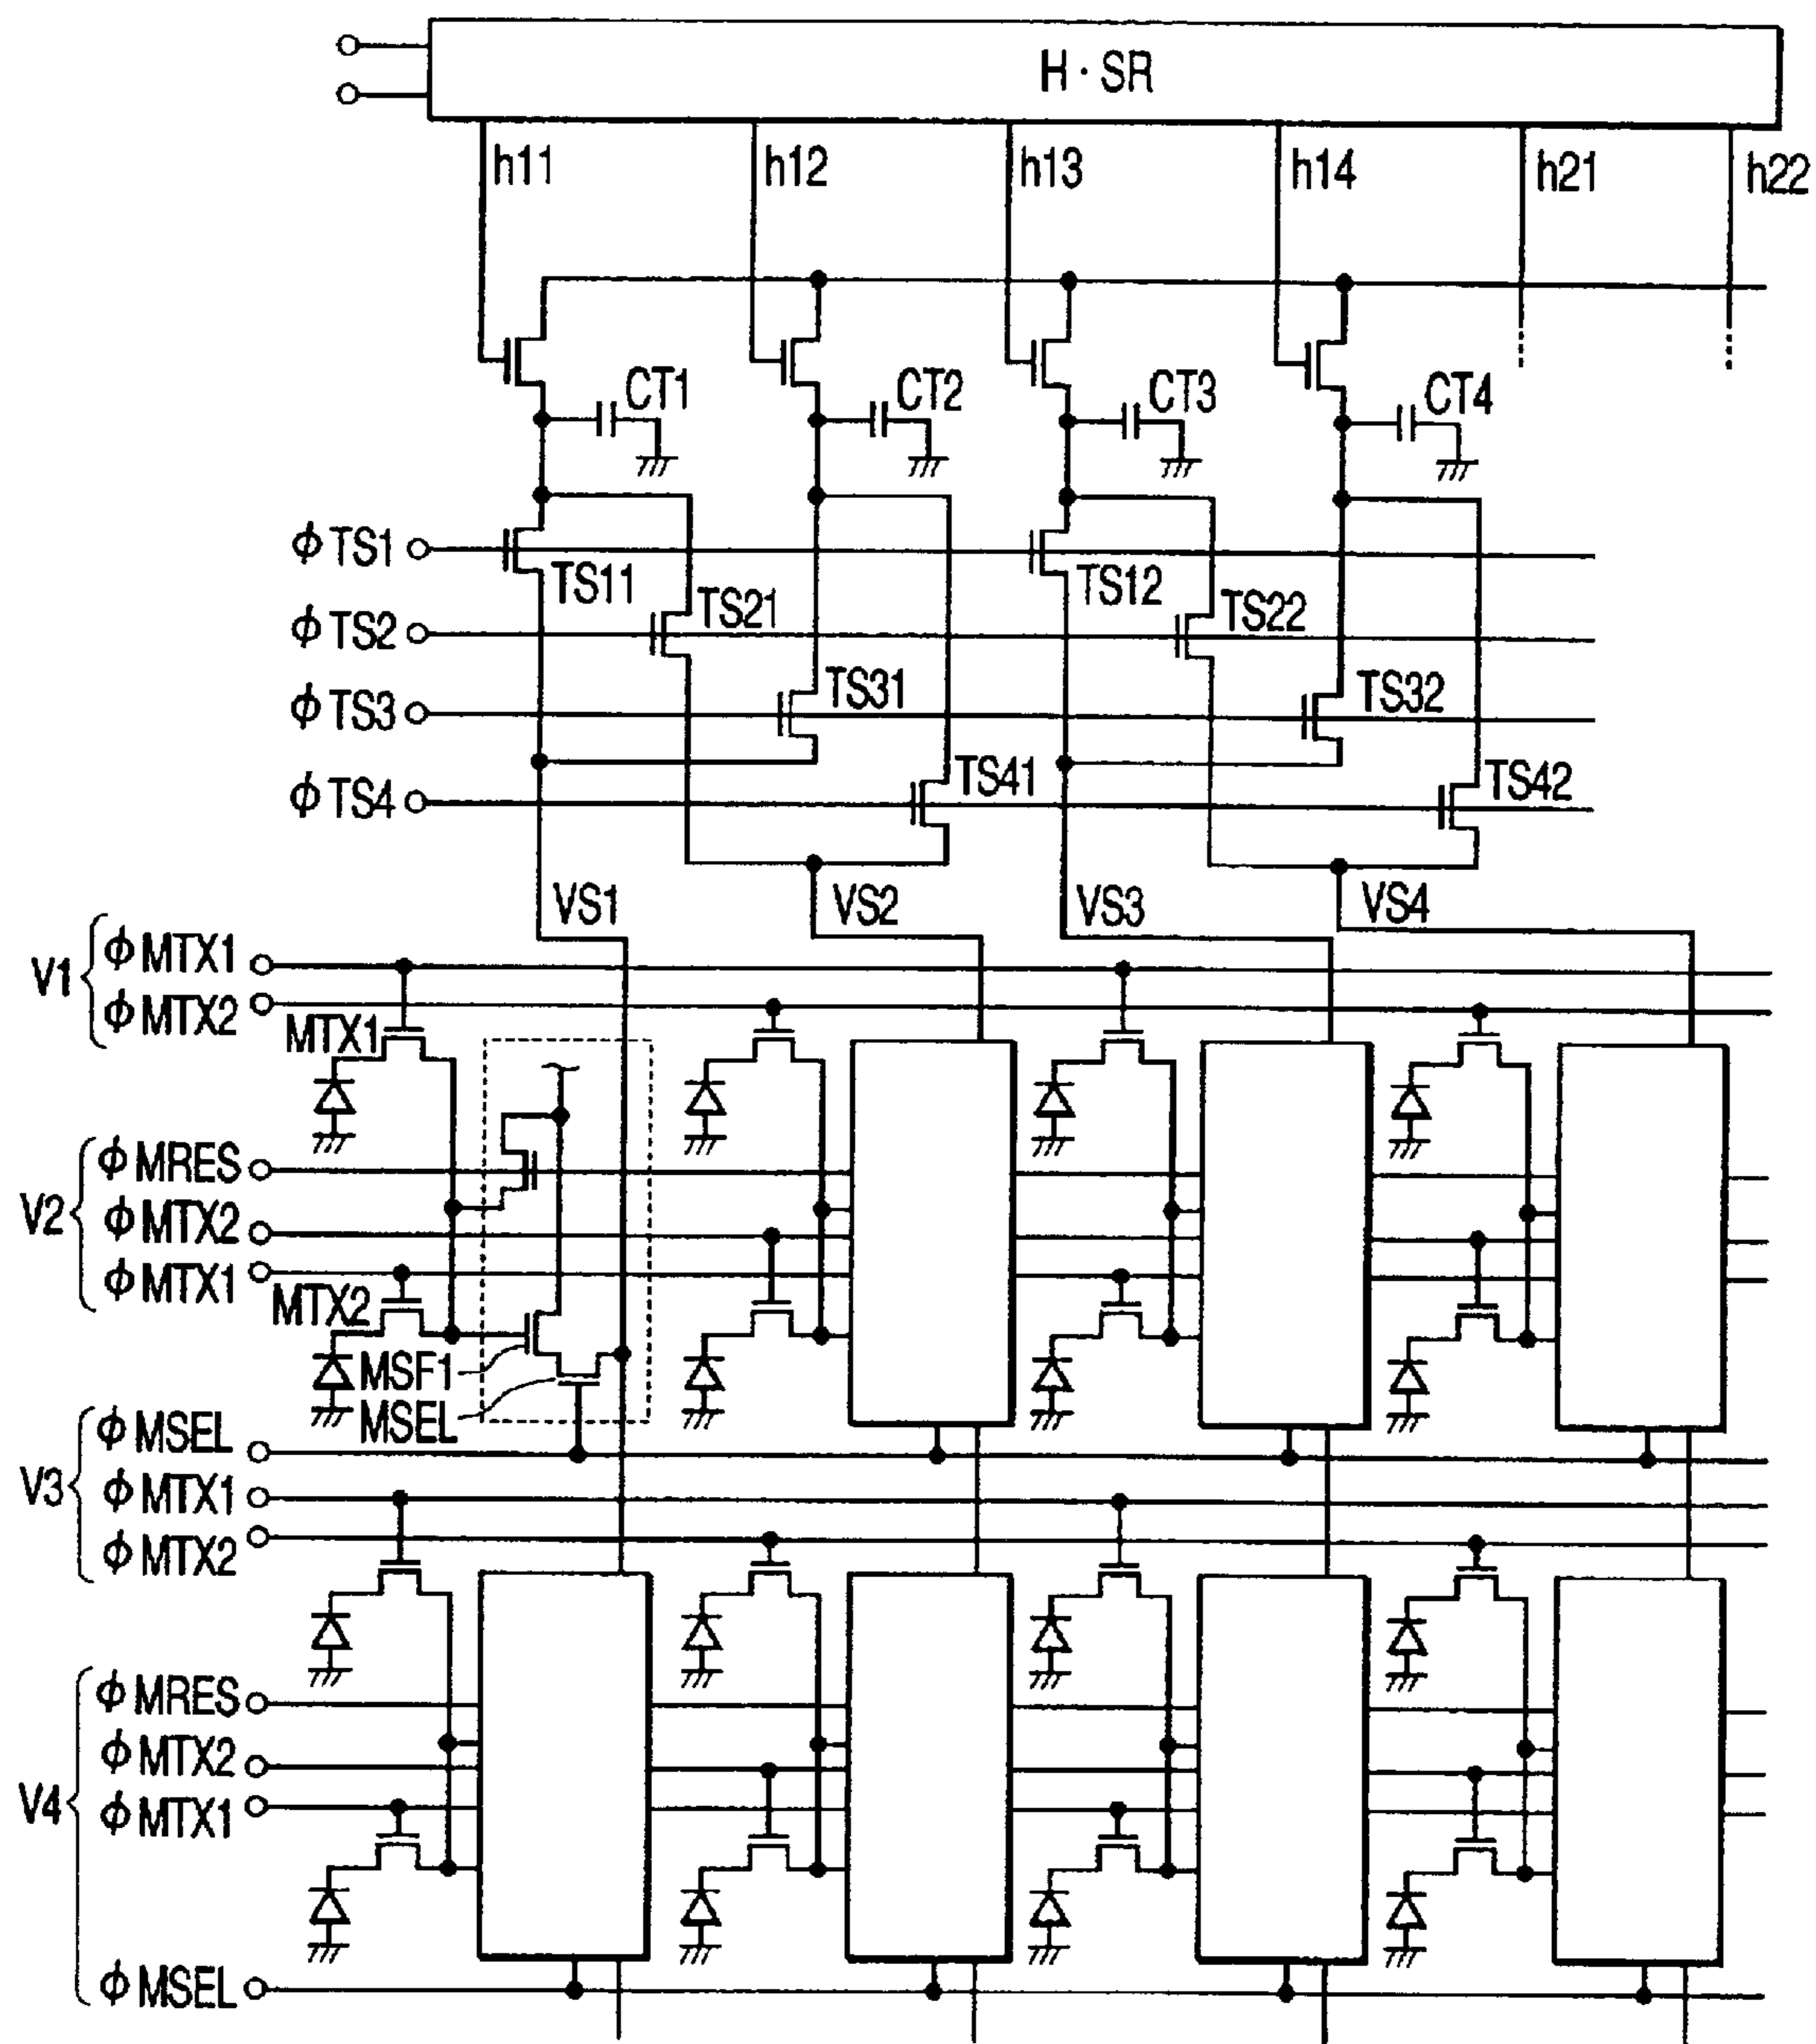 H · SR
h11 h12 h13 h14 h21 h22
CT1 CT2 CT3 CT4
ϕ TS1
TS11 TS12
ϕ TS2
TS21 TS22
ϕ TS3
TS31 TS32
ϕ TS4
TS41 TS42
VS1 VS2 VS3 VS4
V1
ϕ MTX1
ϕ MTX2
MTX1
V2
ϕ MRES
ϕ MTX2
ϕ MTX1
MTX2
MSF1
MSEL
V3
ϕ MSEL
ϕ MTX1
ϕ MTX2
V4
ϕ MRES
ϕ MTX2
ϕ MTX1
ϕ MSEL